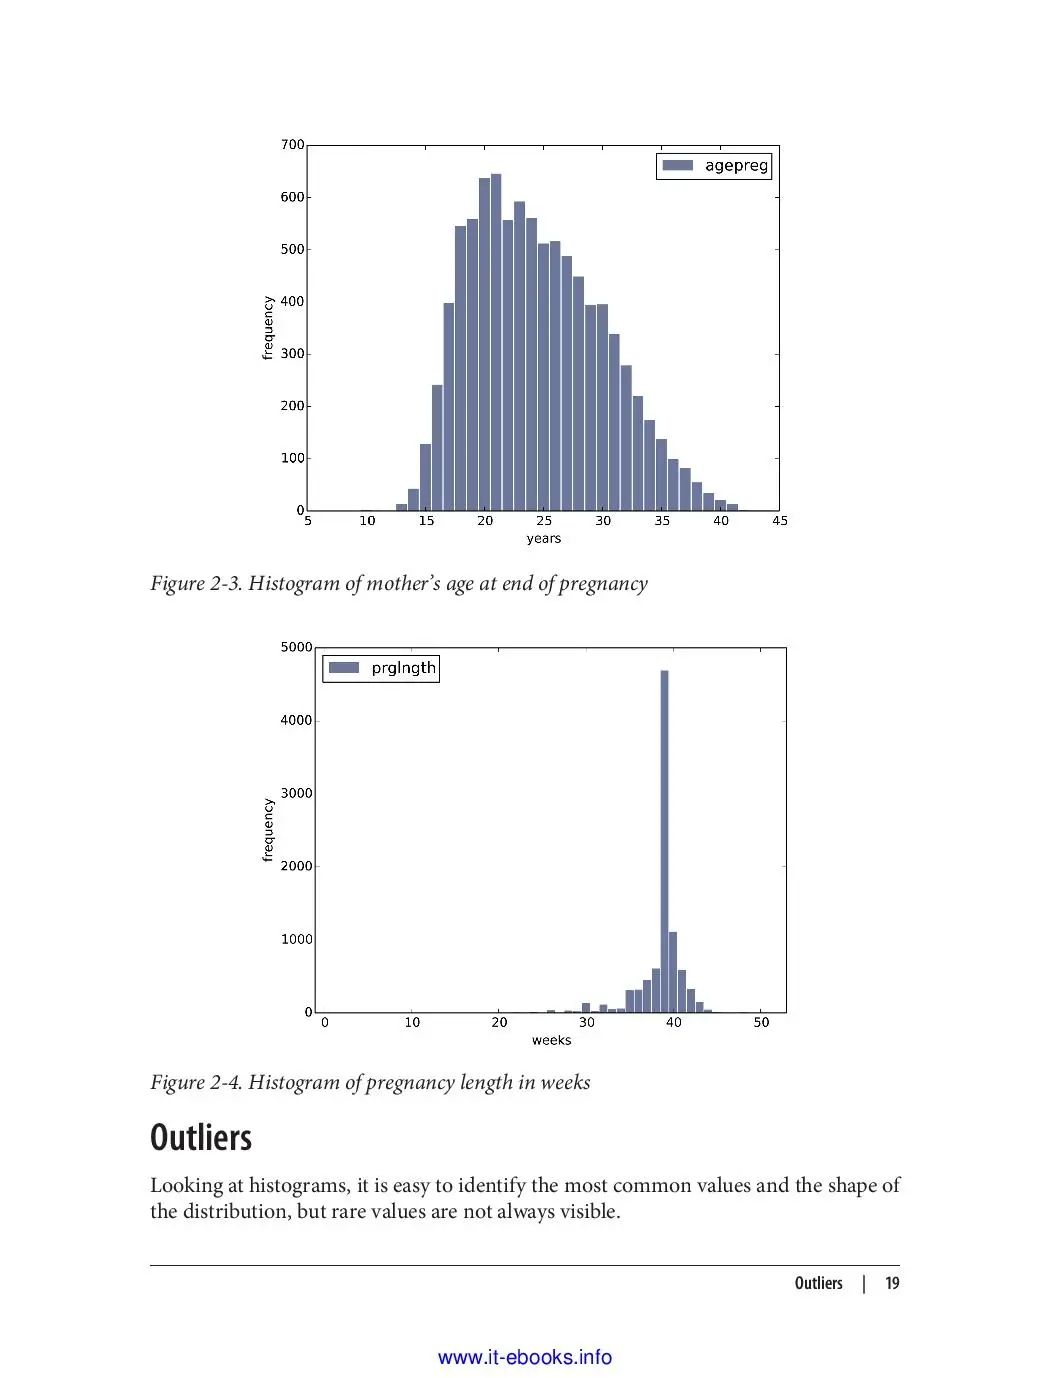 700
600
500
400
300
200
100
0
frequency
agepreg
5 10 15 20 25 30 35 40 45
years
Figure 2-3. Histogram of mother’s age at end of pregnancy
5000
4000
3000
2000
1000
0
frequency
prglngth
0 10 20 30 40 50
weeks
Figure 2-4. Histogram of pregnancy length in weeks
Outliers
Looking at histograms, it is easy to identify the most common values and the shape of
the distribution, but rare values are not always visible.
Outliers | 19
www.it-ebooks.info